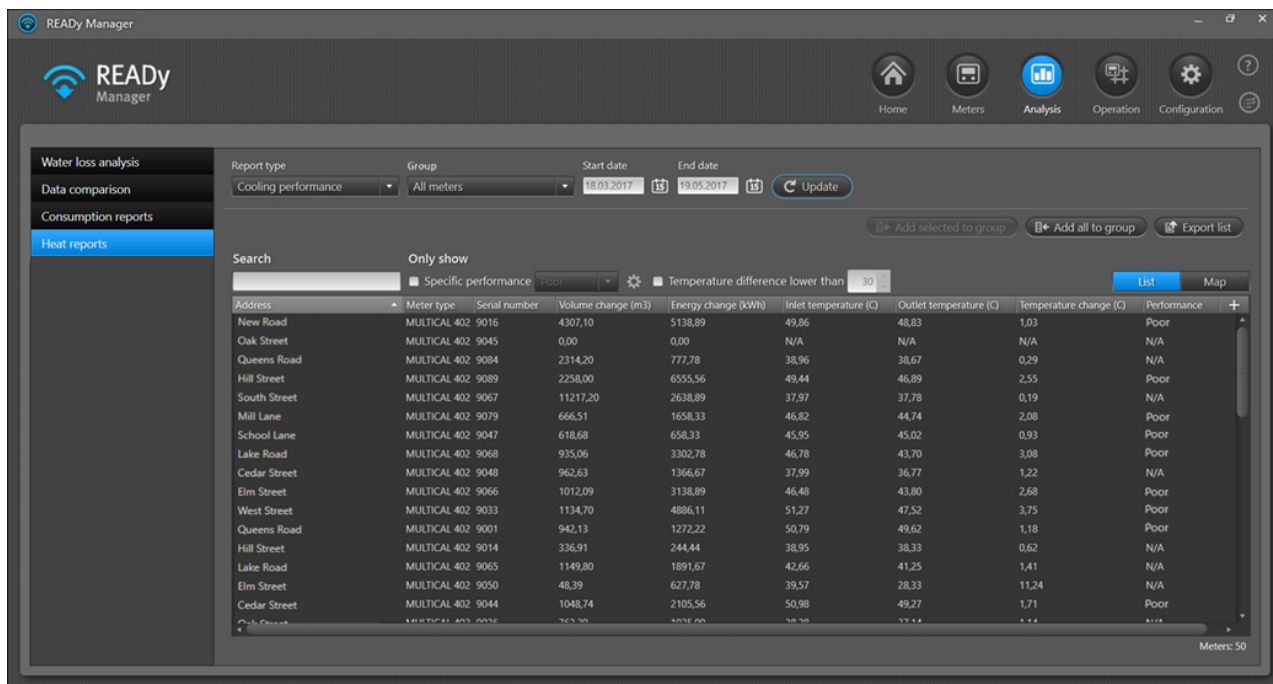 READy Manager
READy
Manager
Home Meters Analysis Operation Configuration
Water loss analysis
Data comparison
Consumption reports
Heat reports
Report type Group Start date End date
Cooling performance All meters 18.03.2017 15 19.05.2017 15 Update
Add selected to group Add all to group Export list
Search Only show
Specific performance Poor Temperature difference lower than 30 List Map
Address Meter type Serial number Volume change (m3) Energy change (kWh) Inlet temperature (C) Outlet temperature (C) Temperature change (C) Performance +
New Road MULTICAL 402 9016 4307,10 5138,89 49,86 48,83 1,03 Poor
Oak Street MULTICAL 402 9045 0,00 0,00 N/A N/A N/A N/A
Queens Road MULTICAL 402 9084 2314,20 777,78 38,96 38,67 0,29 N/A
Hill Street MULTICAL 402 9089 2258,00 6555,56 49,44 46,89 2,55 Poor
South Street MULTICAL 402 9067 11217,20 2638,89 37,97 37,78 0,19 N/A
Mill Lane MULTICAL 402 9079 666,51 1658,33 46,82 44,74 2,08 Poor
School Lane MULTICAL 402 9047 618,68 658,33 45,95 45,02 0,93 Poor
Lake Road MULTICAL 402 9068 935,06 3302,78 46,78 43,70 3,08 Poor
Cedar Street MULTICAL 402 9048 962,63 1366,67 37,99 36,77 1,22 N/A
Elm Street MULTICAL 402 9066 1012,09 3138,89 46,48 43,80 2,68 Poor
West Street MULTICAL 402 9033 1134,70 4886,11 51,27 47,52 3,75 Poor
Queens Road MULTICAL 402 9001 942,13 1272,22 50,79 49,62 1,18 Poor
Hill Street MULTICAL 402 9014 336,91 244,44 38,95 38,33 0,62 N/A
Lake Road MULTICAL 402 9065 1149,80 1891,67 42,66 41,25 1,41 N/A
Elm Street MULTICAL 402 9050 48,39 627,78 39,57 28,33 11,24 N/A
Cedar Street MULTICAL 402 9044 1048,74 2105,56 50,98 49,27 1,71 Poor
Meters: 50